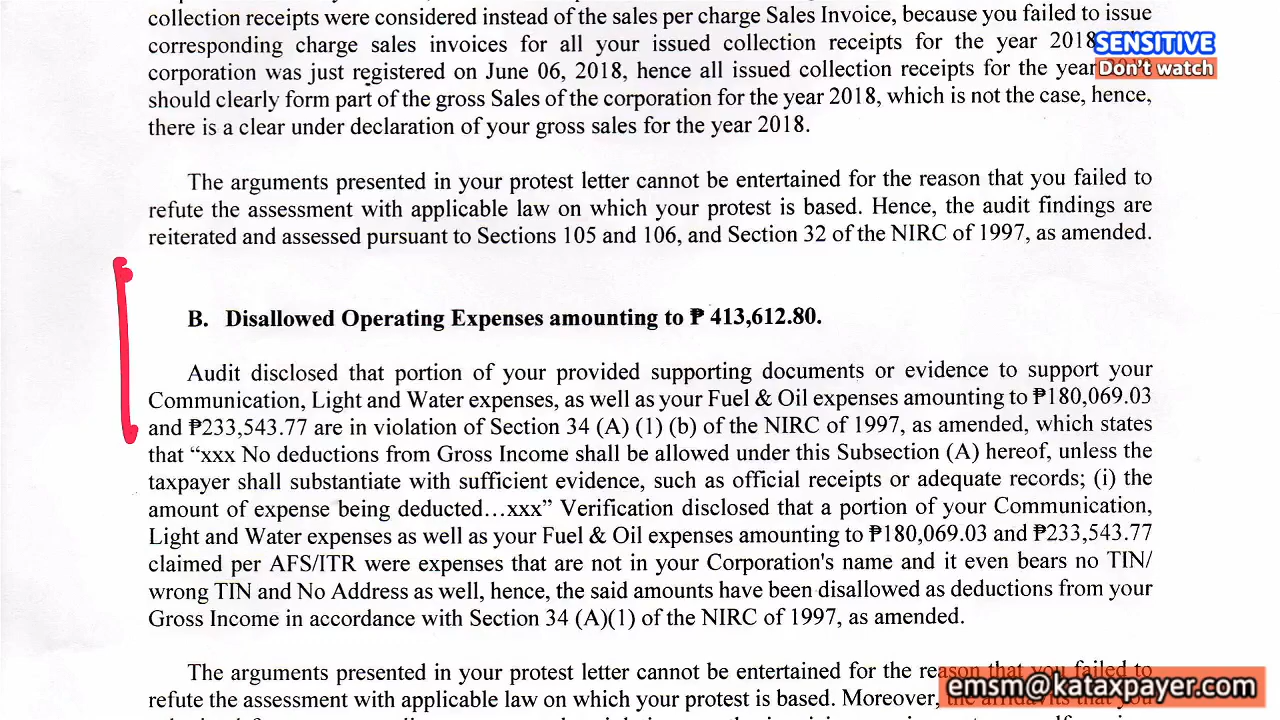 collection receipts were considered instead of the sales per charge Sales Invoice, because you failed to issue
corresponding charge sales invoices for all your issued collection receipts for the year 2018
SENSITIVE
corporation was just registered on June 06, 2018, hence all issued collection receipts for the year
Don't watch
should clearly form part of the gross Sales of the corporation for the year 2018, which is not the case, hence,
there is a clear under declaration of your gross sales for the year 2018.
The arguments presented in your protest letter cannot be entertained for the reason that you failed to
refute the assessment with applicable law on which your protest is based. Hence, the audit findings are
reiterated and assessed pursuant to Sections 105 and 106, and Section 32 of the NIRC of 1997, as amended.
B. Disallowed Operating Expenses amounting to ₱ 413,612.80.
Audit disclosed that portion of your provided supporting documents or evidence to support your
Communication, Light and Water expenses, as well as your Fuel & Oil expenses amounting to ₱180,069.03
and ₱233,543.77 are in violation of Section 34 (A) (1) (b) of the NIRC of 1997, as amended, which states
that “xxx No deductions from Gross Income shall be allowed under this Subsection (A) hereof, unless the
taxpayer shall substantiate with sufficient evidence, such as official receipts or adequate records; (i) the
amount of expense being deducted…xxx” Verification disclosed that a portion of your Communication,
Light and Water expenses as well as your Fuel & Oil expenses amounting to ₱180,069.03 and ₱233,543.77
claimed per AFS/ITR were expenses that are not in your Corporation's name and it even bears no TIN/
wrong TIN and No Address as well, hence, the said amounts have been disallowed as deductions from your
Gross Income in accordance with Section 34 (A)(1) of the NIRC of 1997, as amended.
The arguments presented in your protest letter cannot be entertained for the reason that you failed to
refute the assessment with applicable law on which your protest is based. Moreover, the affidavits that you
emsm@kataxpayer.com